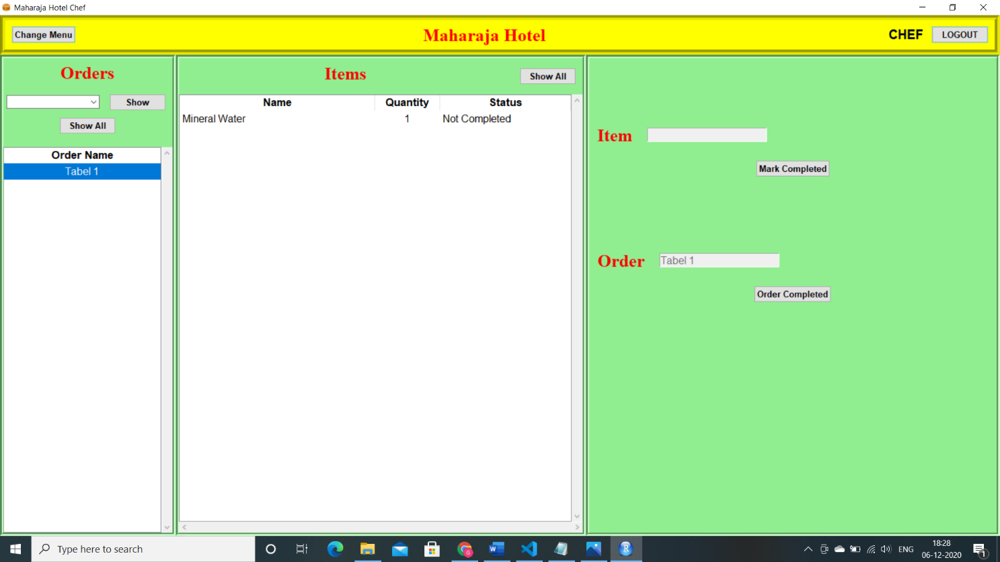 Maharaja Hotel Chef
Change Menu
Maharaja Hotel
CHEF
LOGOUT
Orders
Show
Show All
Order Name
Tabel 1
Items
Show All
Name Quantity Status
Mineral Water 1 Not Completed
Item
Mark Completed
Order Tabel 1
Order Completed
Type here to search
ENG
18:28
06-12-2020
1